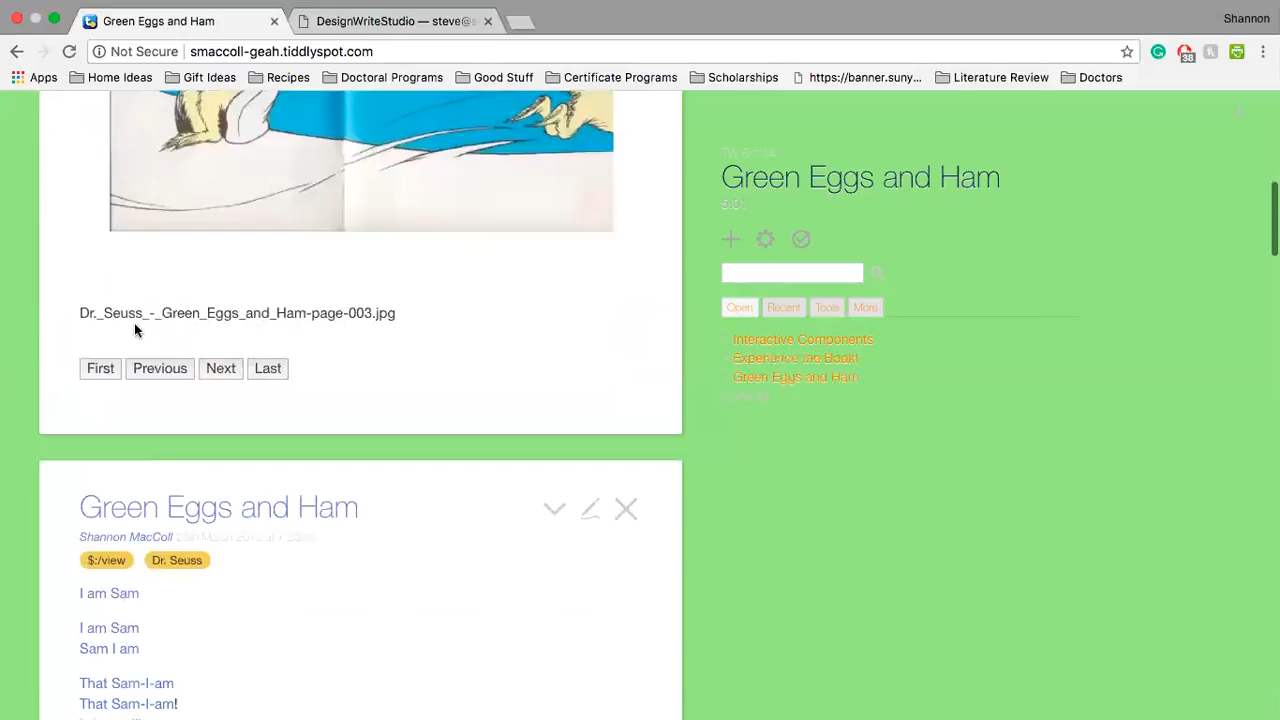 Green Eggs and Ham
DesignWriteStudio — steve@s
Shannon
Not Secure
smaccoll-geah.tiddlyspot.com
38
Apps
Home Ideas
Gift Ideas
Recipes
Doctoral Programs
Good Stuff
Certificate Programs
Scholarships
https://banner.suny...
Literature Review
Doctors
Dr._Seuss_-_Green_Eggs_and_Ham-page-003.jpg
First
Previous
Next
Last
Green Eggs and Ham
Shannon MacColl
$:/view
Dr. Seuss
I am Sam
I am Sam
Sam I am
That Sam-I-am
That Sam-I-am!
Green Eggs and Ham
5.01
Open
Recent
Tools
More
Interactive Components
Experience the Book!
Green Eggs and Ham